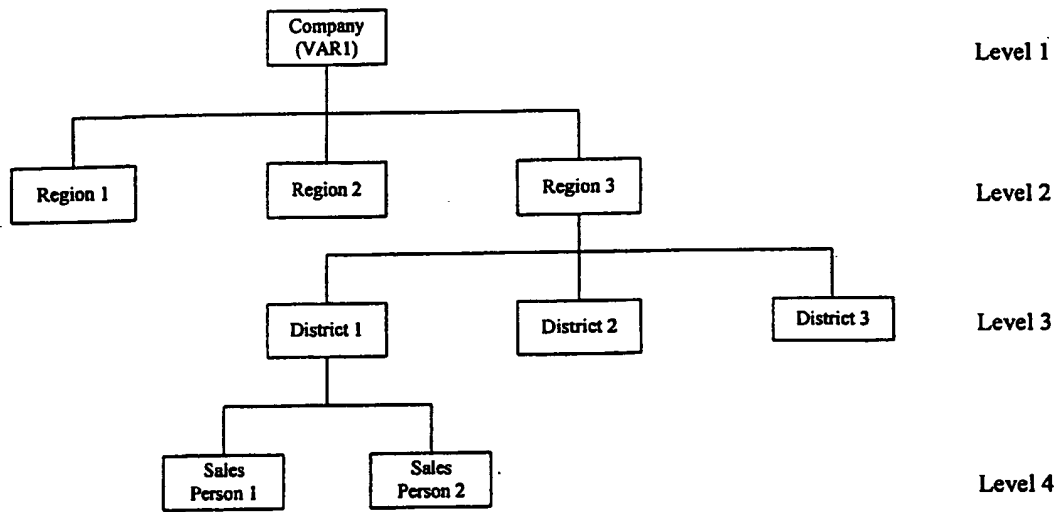 Company
(VAR1)
Level 1
Region 1
Region 2
Region 3
Level 2
District 1
District 2
District 3
Level 3
Sales
Person 1
Sales
Person 2
Level 4